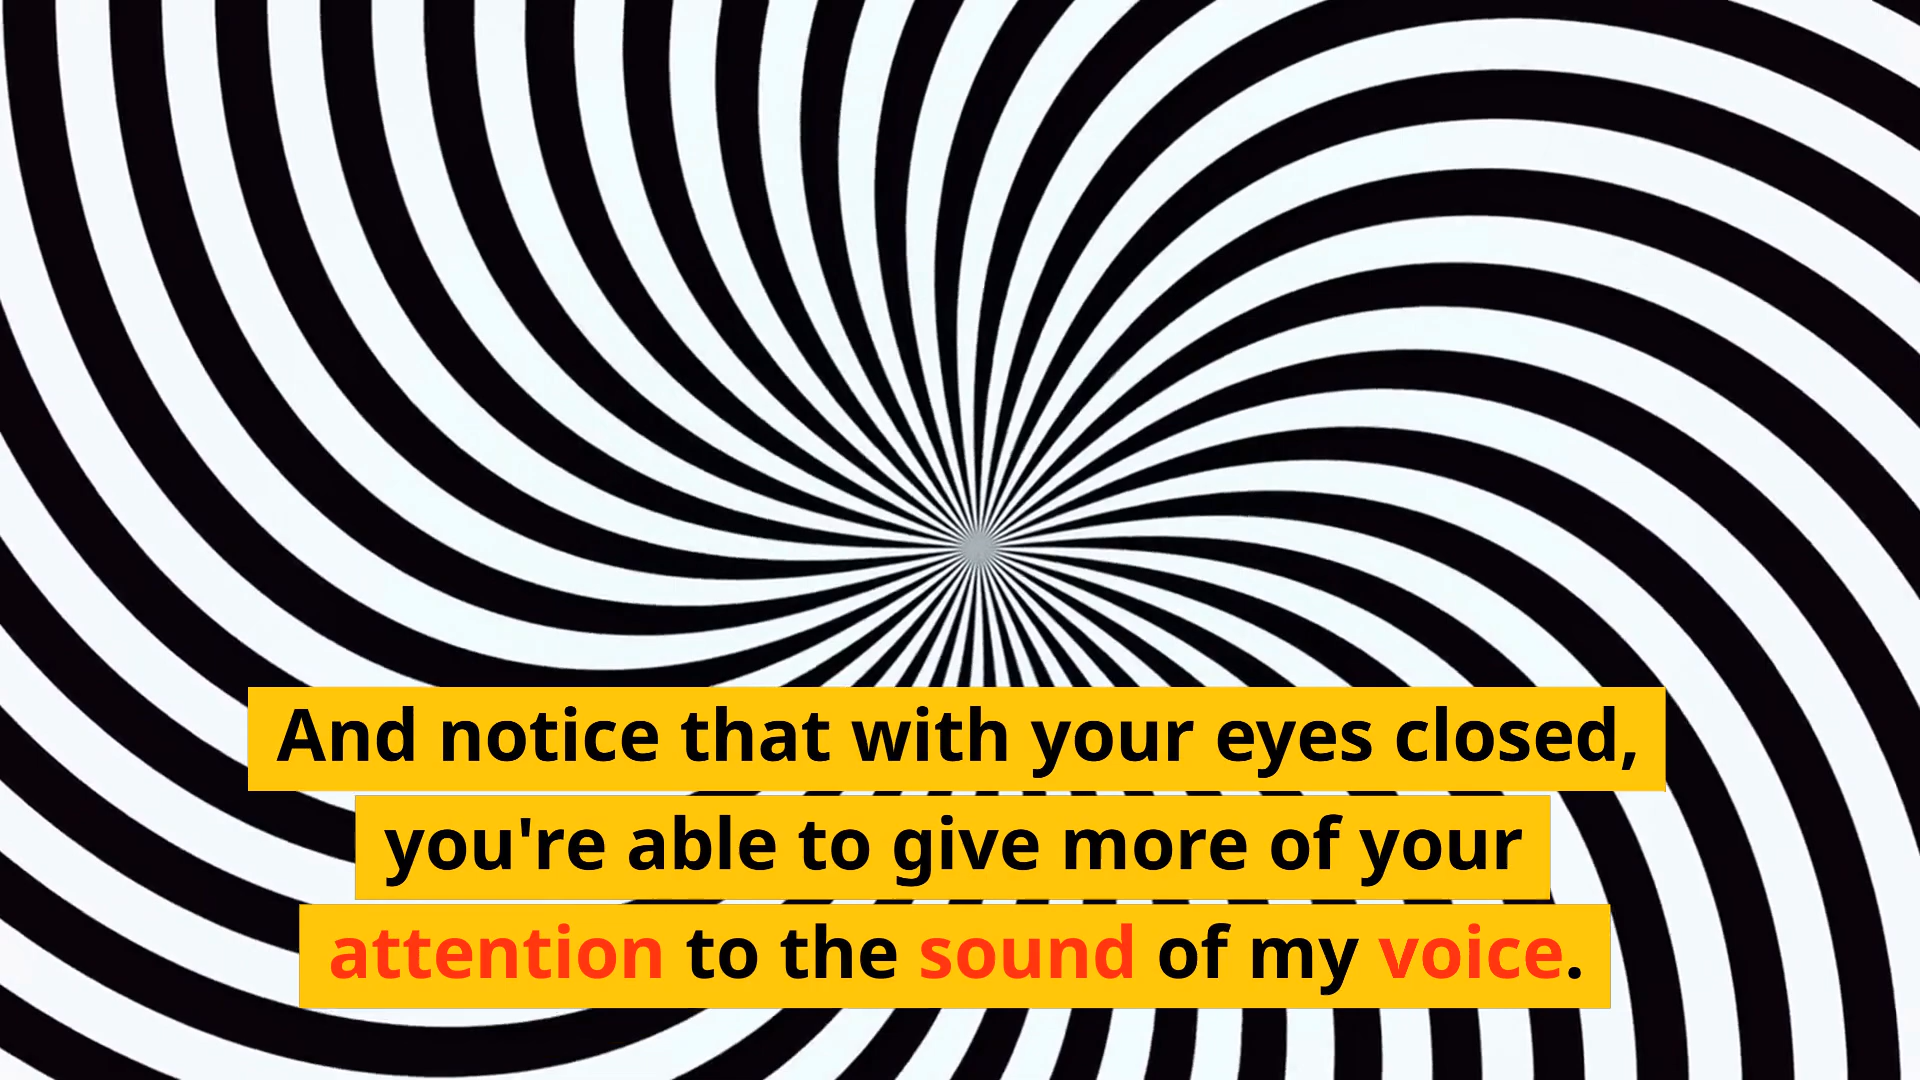 And notice that with your eyes closed,
you're able to give more of your
attention to the sound of my voice.